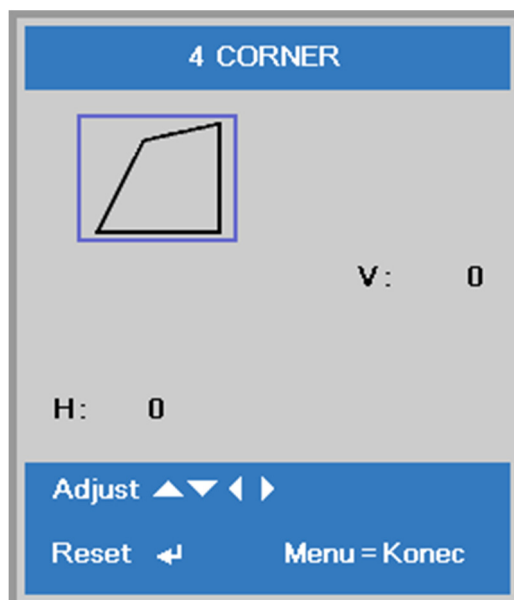 4 CORNER
V: 0
H: 0
Adjust
Reset Menu = Konec